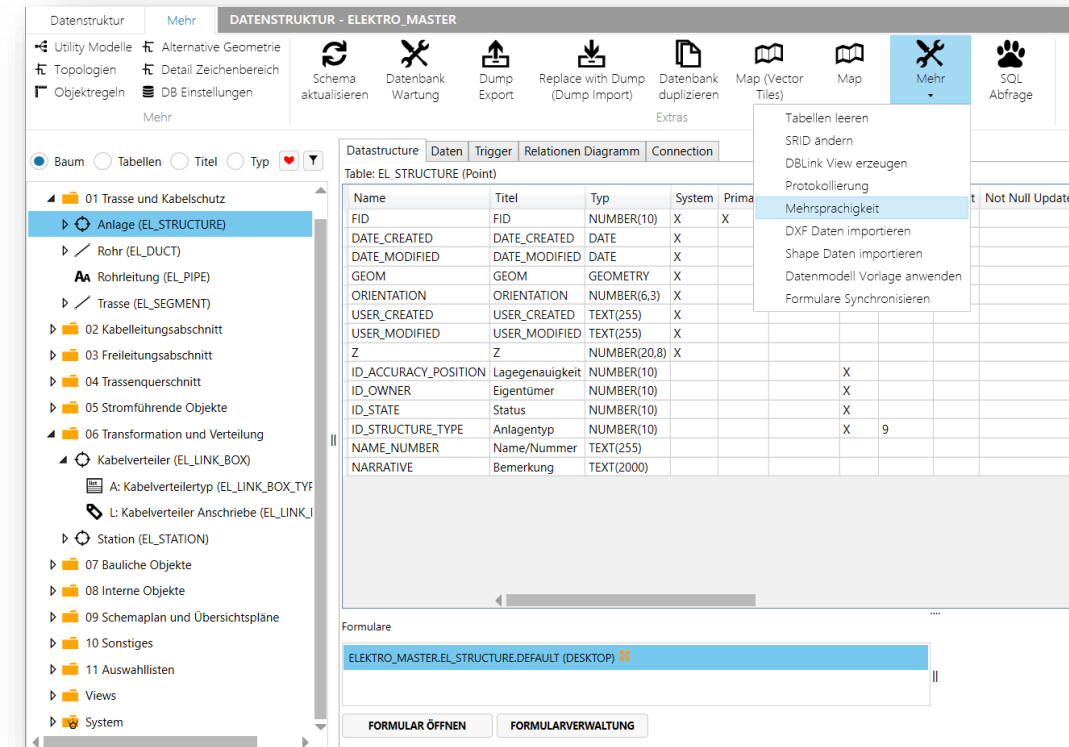 Datenstruktur Mehr DATENSTRUKTUR - ELEKTRO_MASTER
Utility Modelle Alternative Geometrie
Topologien Detail Zeichenbereich
Objektregeln DB Einstellungen
Mehr
Schema aktualisieren
Datenbank Wartung
Dump Export
Replace with Dump (Dump Import)
Datenbank duplizieren
Map (Vector Tiles)
Map
Mehr
SQL Abfrage
Extras
Tabellen leeren
SRID ändern
DBLink View erzeugen
Protokollierung
Mehrsprachigkeit
DXF Daten importieren
Shape Daten importieren
Datenmodell Vorlage anwenden
Formulare Synchronisieren
Baum Tabellen Titel Typ
01 Trasse und Kabelschutz
Anlage (EL_STRUCTURE)
Rohr (EL_DUCT)
AA Rohrleitung (EL_PIPE)
Trasse (EL_SEGMENT)
02 Kabelleitungsabschnitt
03 Freileitungsabschnitt
04 Trassenquerschnitt
05 Stromführende Objekte
06 Transformation und Verteilung
Kabelverteiler (EL_LINK_BOX)
A: Kabelverteilertyp (EL_LINK_BOX_TYP
L: Kabelverteiler Anschriebe (EL_LINK_
Station (EL_STATION)
07 Bauliche Objekte
08 Interne Objekte
09 Schemaplan und Übersichtspläne
10 Sonstiges
11 Auswahllisten
Views
System
Datastructure Daten Trigger Relationen Diagramm Connection
Table: EL_STRUCTURE (Point)
Name Titel Typ System Prima t Not Null Update
FID FID NUMBER(10) X X
DATE_CREATED DATE_CREATED DATE X
DATE_MODIFIED DATE_MODIFIED DATE X
GEOM GEOM GEOMETRY X
ORIENTATION ORIENTATION NUMBER(6,3) X
USER_CREATED USER_CREATED TEXT(255) X
USER_MODIFIED USER_MODIFIED TEXT(255) X
Z Z NUMBER(20,8) X
ID_ACCURACY_POSITION Lagegenauigkeit NUMBER(10) X
ID_OWNER Eigentümer NUMBER(10) X
ID_STATE Status NUMBER(10) X
ID_STRUCTURE_TYPE Anlagentyp NUMBER(10) X 9
NAME_NUMBER Name/Nummer TEXT(255)
NARRATIVE Bemerkung TEXT(2000)
Formulare
ELEKTRO_MASTER.EL_STRUCTURE.DEFAULT (DESKTOP)
FORMULAR ÖFFNEN FORMULARVERWALTUNG